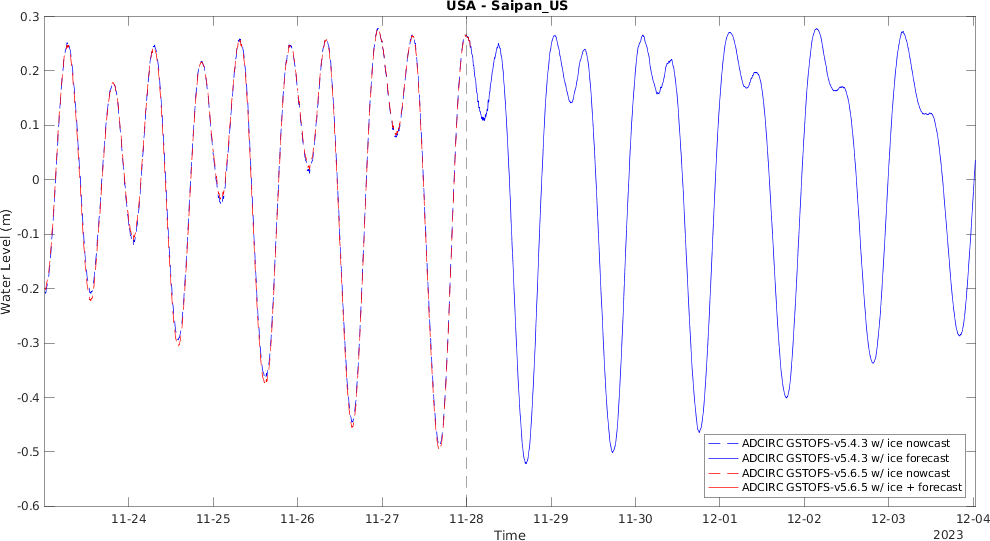 USA - Saipan_US
0.3
0.2
0.1
0
-0.1
-0.2
-0.3
-0.4
-0.5
-0.6
Water Level (m)
ADCIRC GSTOFS-v5.4.3 w/ ice nowcast
ADCIRC GSTOFS-v5.4.3 w/ ice forecast
ADCIRC GSTOFS-v5.6.5 w/ ice nowcast
ADCIRC GSTOFS-v5.6.5 w/ ice + forecast
11-24 11-25 11-26 11-27 11-28 11-29 11-30 12-01 12-02 12-03 12-04
Time
2023